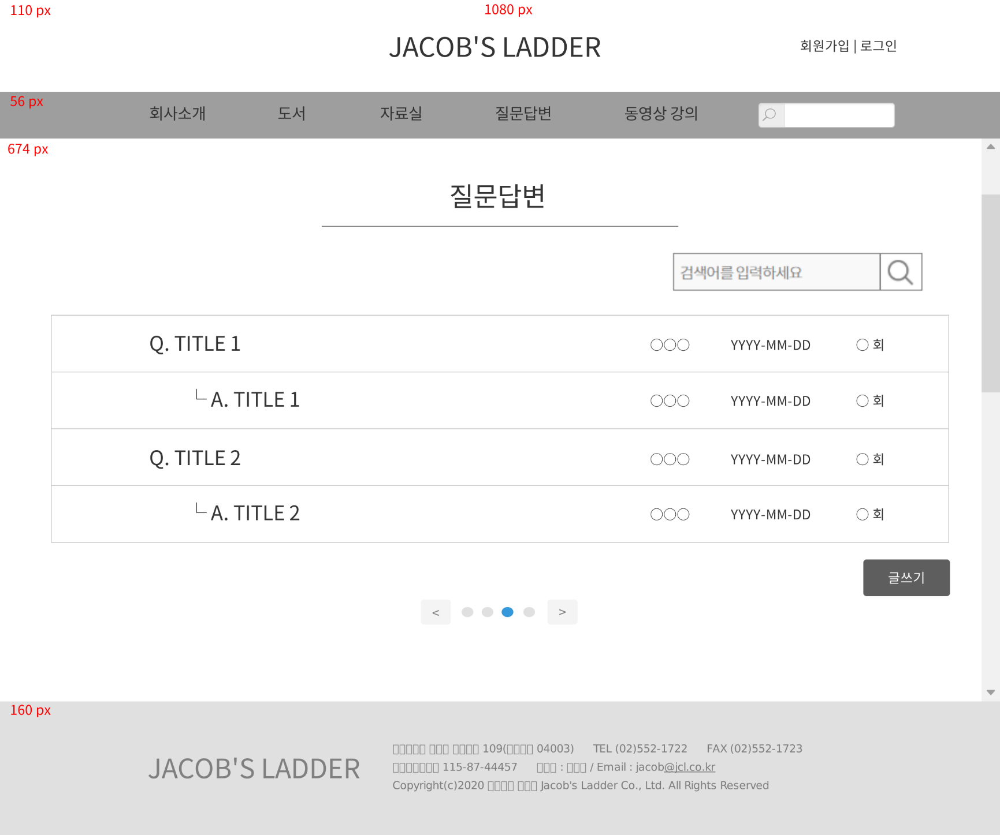 110 px
1080 px
JACOB'S LADDER
회원가입 | 로그인
56 px
회사소개 도서 자료실 질문답변 동영상 강의
674 px
질문답변
검색어를 입력하세요
Q. TITLE 1 ○○○ YYYY-MM-DD ○ 회
└ A. TITLE 1 ○○○ YYYY-MM-DD ○ 회
Q. TITLE 2 ○○○ YYYY-MM-DD ○ 회
└ A. TITLE 2 ○○○ YYYY-MM-DD ○ 회
글쓰기
< >
160 px
JACOB'S LADDER
109( 04003) TEL (02)552-1722 FAX (02)552-1723
115-87-44457 : / Email : jacob@jcl.co.kr
Copyright(c)2020 Jacob's Ladder Co., Ltd. All Rights Reserved